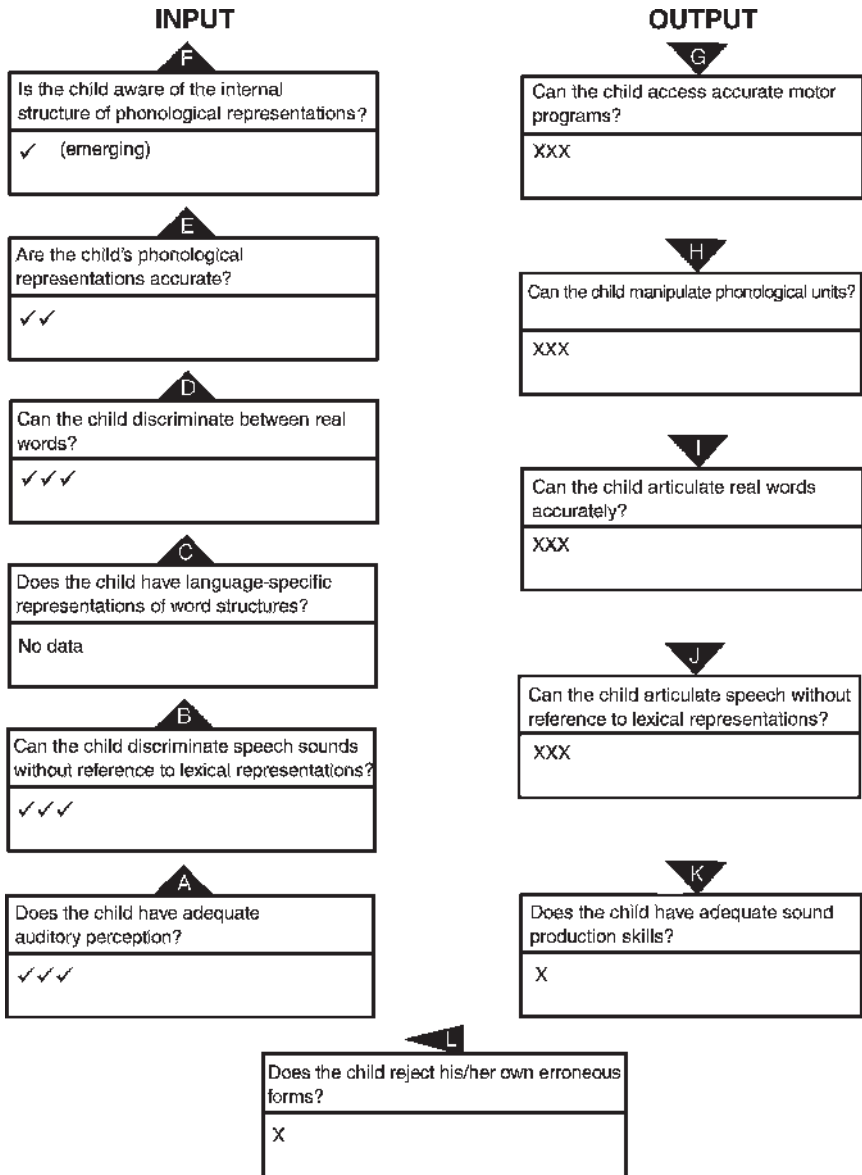 INPUT
F
Is the child aware of the internal
structure of phonological representations?
✓ (emerging)
E
Are the child's phonological
representations accurate?
✓✓
D
Can the child discriminate between real
words?
✓✓✓
C
Does the child have language-specific
representations of word structures?
No data
B
Can the child discriminate speech sounds
without reference to lexical representations?
✓✓✓
A
Does the child have adequate
auditory perception?
✓✓✓
OUTPUT
G
Can the child access accurate motor
programs?
XXX
H
Can the child manipulate phonological units?
XXX
I
Can the child articulate real words
accurately?
XXX
J
Can the child articulate speech without
reference to lexical representations?
XXX
K
Does the child have adequate sound
production skills?
X
L
Does the child reject his/her own erroneous
forms?
X